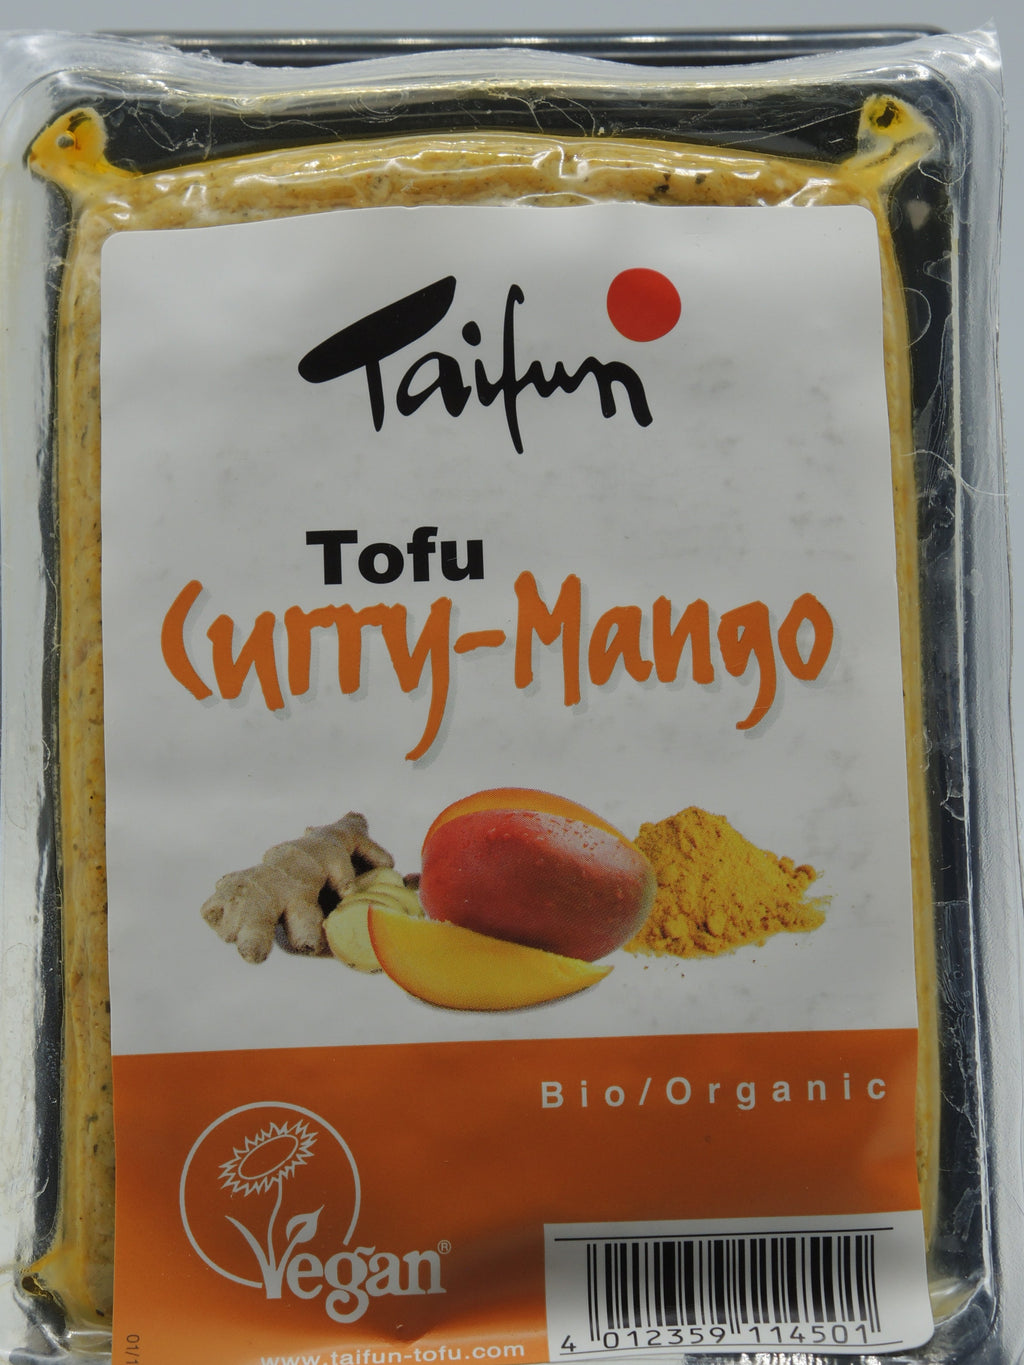 Taifun
Tofu
Curry-Mango
Bio/Organic
Vegan®
4 012359 114501
www.taifun-tofu.com